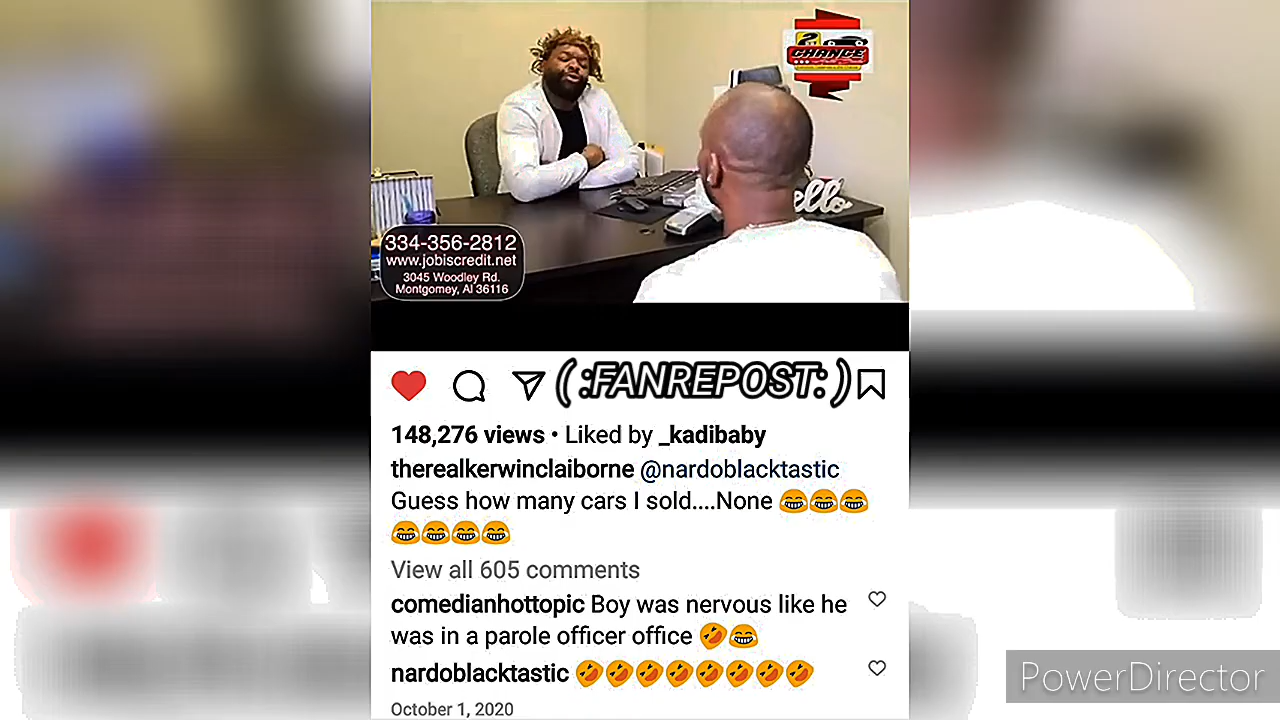 2
CHANCE
334-356-2812
www.jobiscredit.net
3045 Woodley Rd.
Montgomey, Al 36116
ello
( :FANREPOST: )
148,276 views • Liked by _kadibaby
therealkerwinclaiborne @nardoblacktastic
Guess how many cars I sold....None 😂😂😂
😂😂😂😂
View all 605 comments
comedianhottopic Boy was nervous like he
was in a parole officer office 🤣😂
nardoblacktastic 🤣🤣🤣🤣🤣🤣🤣🤣
October 1, 2020
PowerDirector